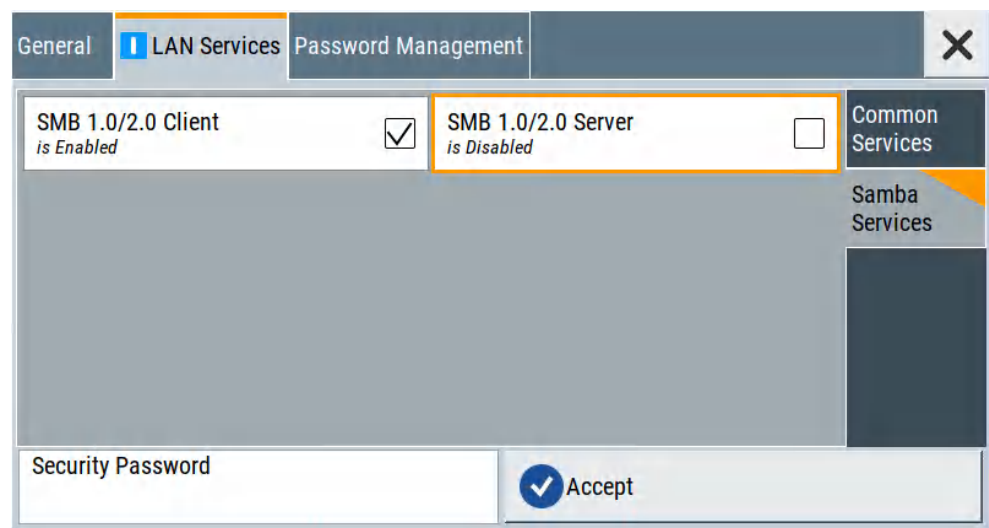 General
LAN Services
Password Management
SMB 1.0/2.0 Client
is Enabled
SMB 1.0/2.0 Server
is Disabled
Common
Services
Samba
Services
Security Password
Accept